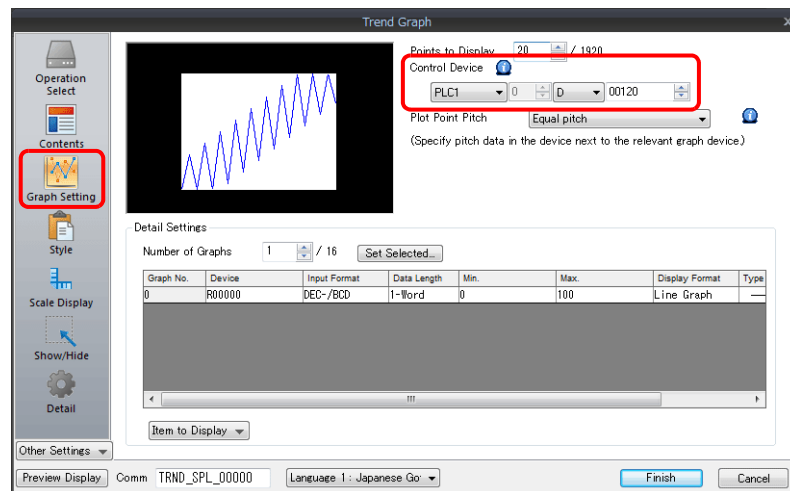 Trend Graph
Operation
Select
Contents
Graph Setting
Style
Scale Display
Show/Hide
Detail
Other Settings
Points to Display 20 / 1920
Control Device
PLC1 0 D 00120
Plot Point Pitch Equal pitch
(Specify pitch data in the device next to the relevant graph device.)
Detail Settings
Number of Graphs 1 / 16 Set Selected...
Graph No. Device Input Format Data Length Min. Max. Display Format Type
0 R00000 DEC-/BCD 1-Word 0 100 Line Graph
Item to Display
Preview Display Comm TRND_SPL_00000 Language 1 : Japanese Go Finish Cancel